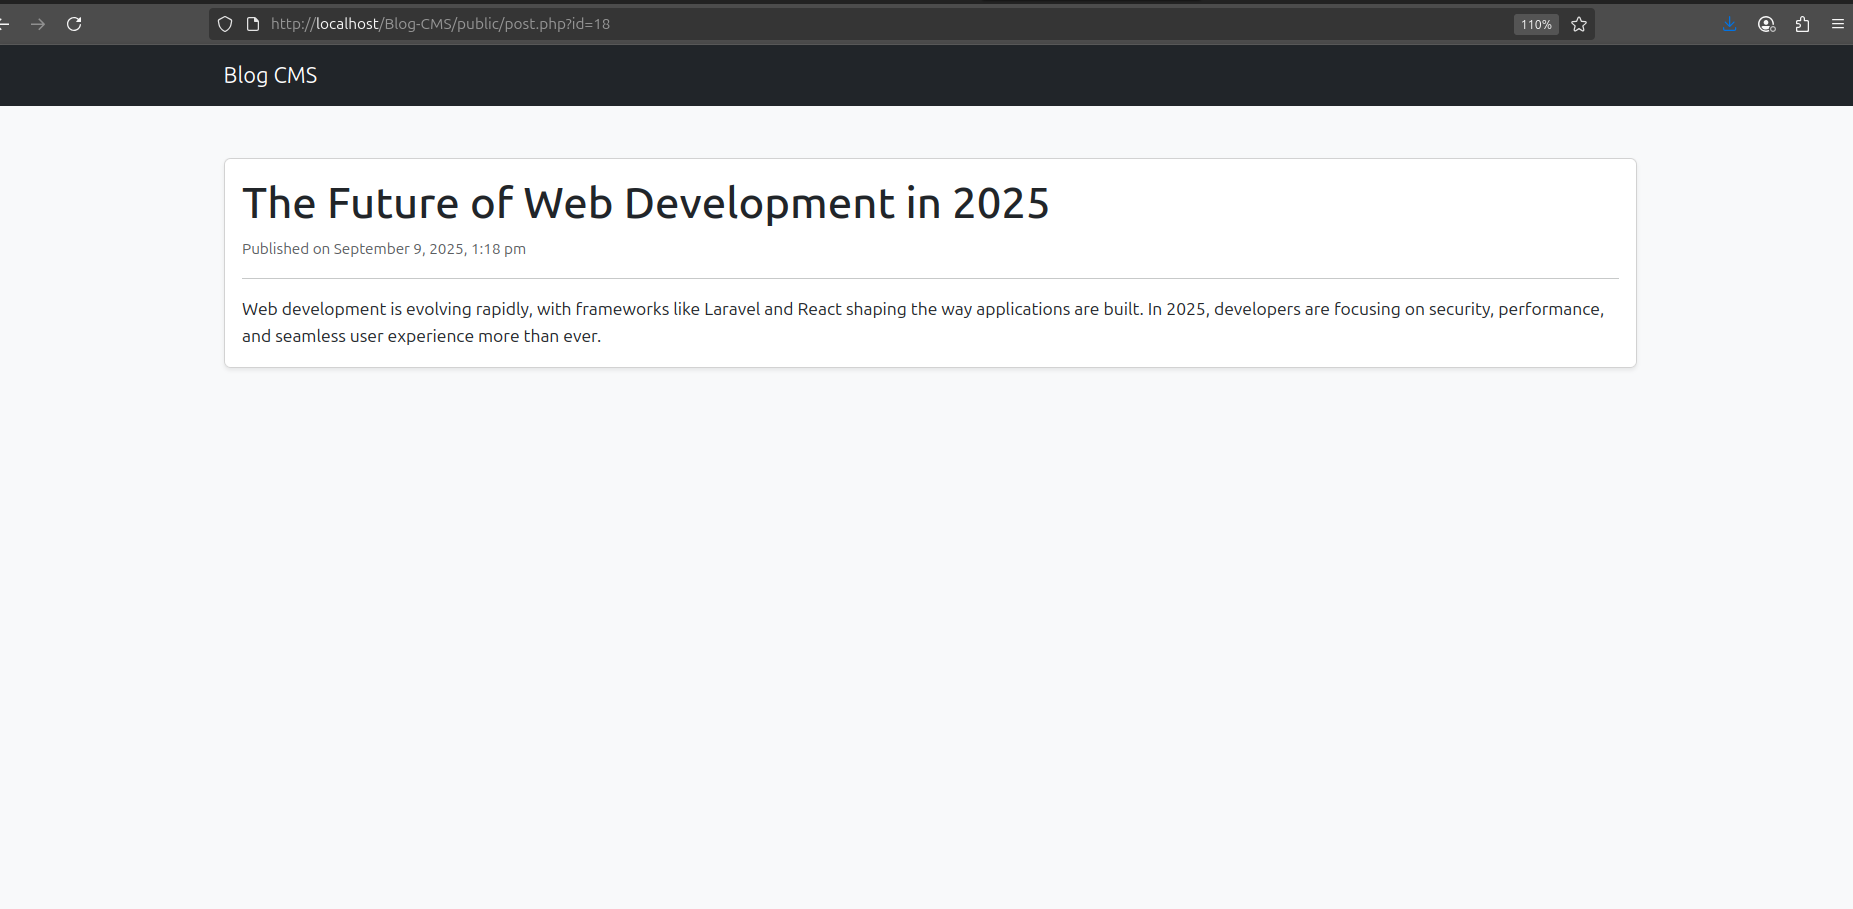 http://localhost/Blog-CMS/public/post.php?id=18
110%
Blog CMS
The Future of Web Development in 2025
Published on September 9, 2025, 1:18 pm
Web development is evolving rapidly, with frameworks like Laravel and React shaping the way applications are built. In 2025, developers are focusing on security, performance,
and seamless user experience more than ever.